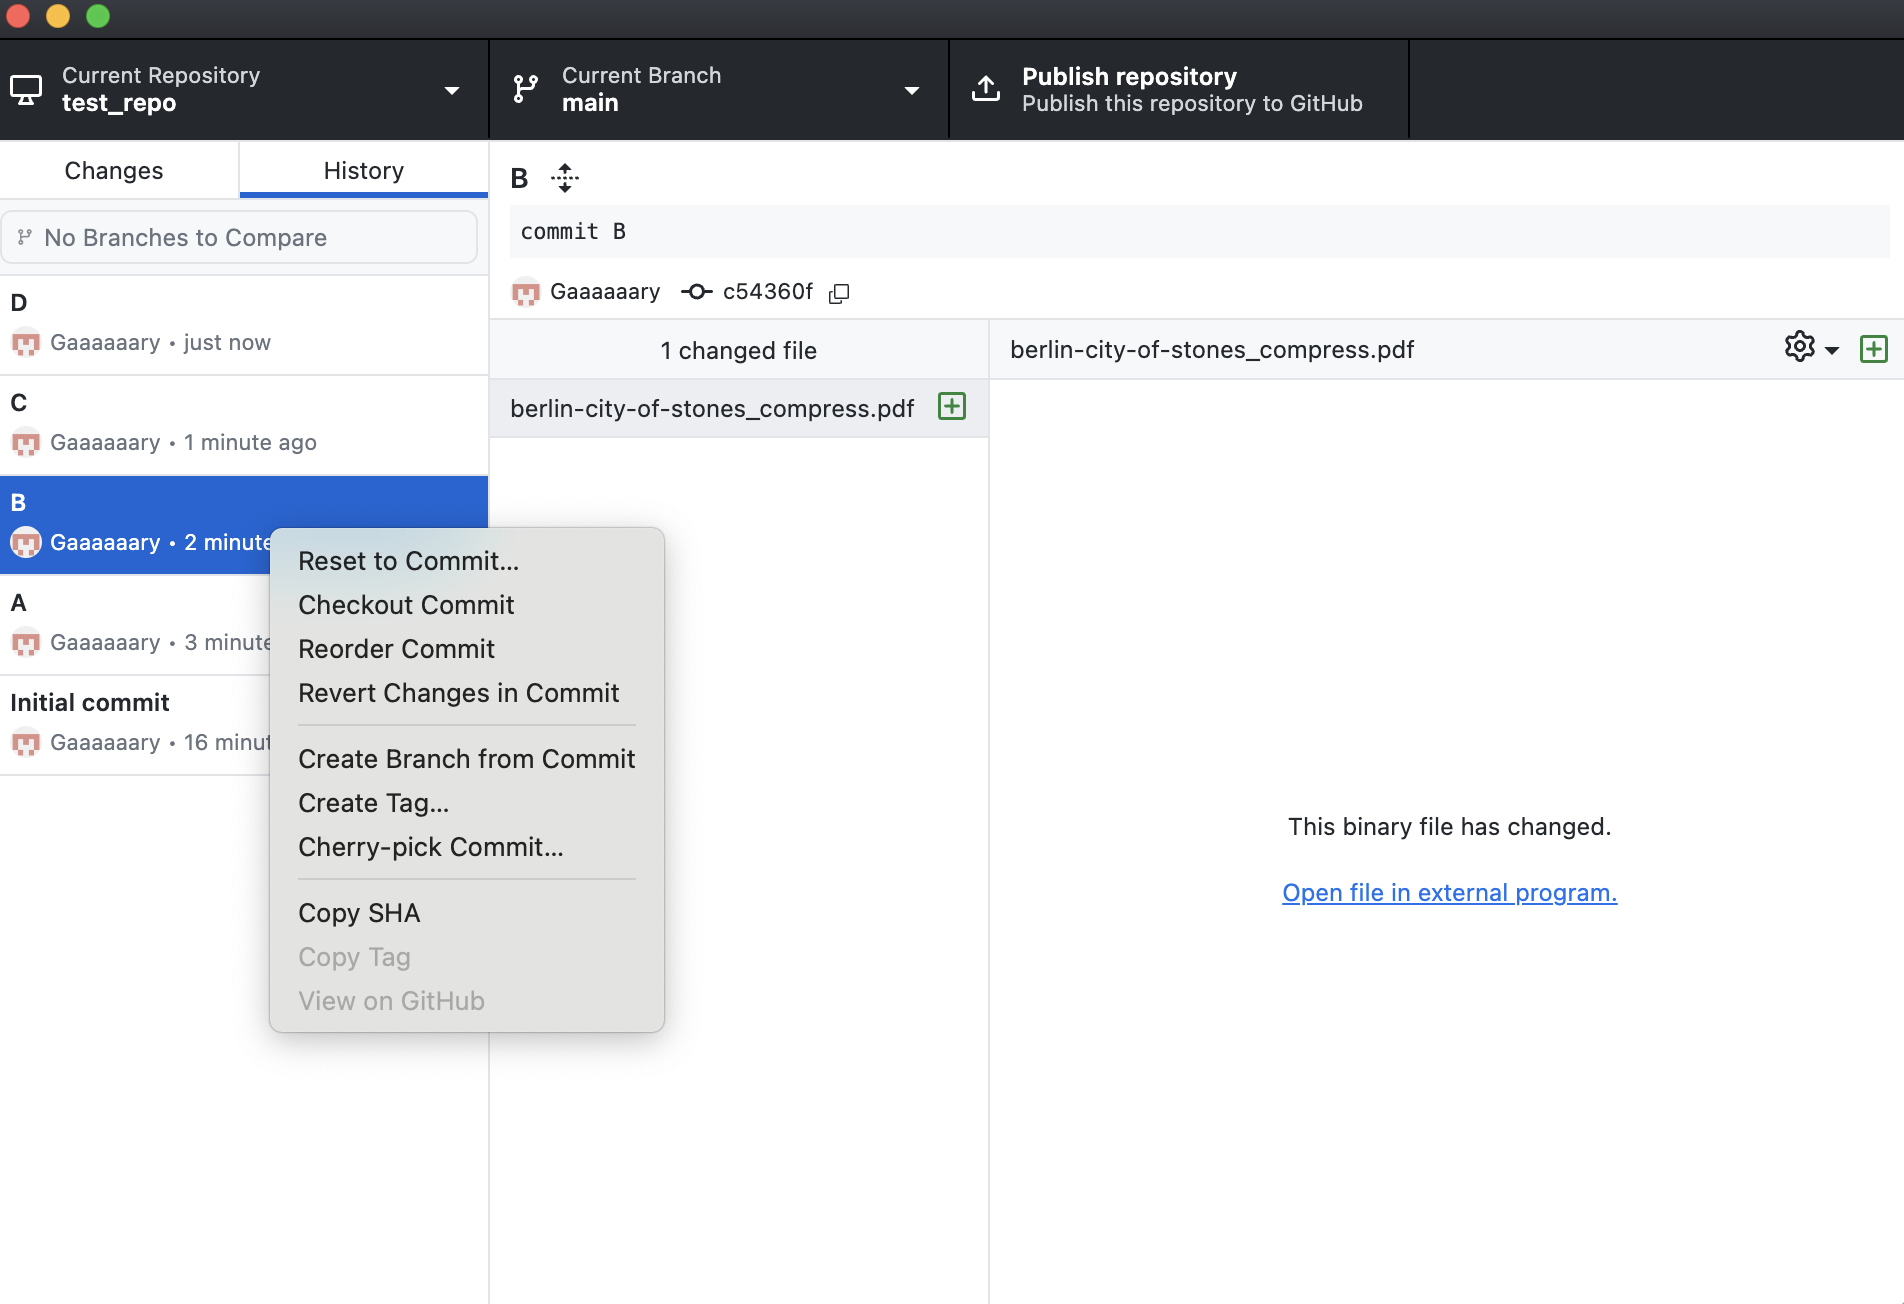 Current Repository
test_repo
Current Branch
main
Publish repository
Publish this repository to GitHub
Changes
History
No Branches to Compare
D
Gaaaaaary • just now
C
Gaaaaaary • 1 minute ago
B
Gaaaaaary • 2 minute
A
Gaaaaaary • 3 minute
Initial commit
Gaaaaaary • 16 minut
Reset to Commit...
Checkout Commit
Reorder Commit
Revert Changes in Commit
Create Branch from Commit
Create Tag...
Cherry-pick Commit...
Copy SHA
Copy Tag
View on GitHub
B
commit B
Gaaaaaary c54360f
1 changed file
berlin-city-of-stones_compress.pdf
berlin-city-of-stones_compress.pdf
This binary file has changed.
Open file in external program.